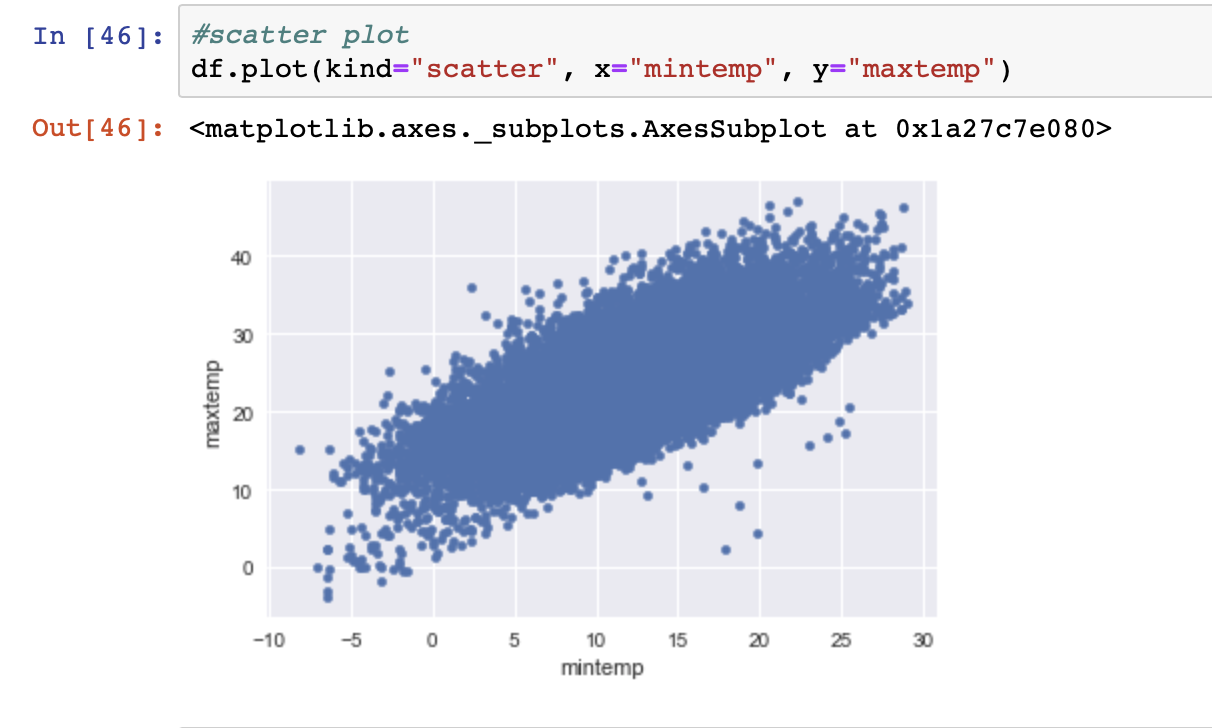 In [46]: #scatter plot
df.plot(kind="scatter", x="mintemp", y="maxtemp")
Out[46]: <matplotlib.axes._subplots.AxesSubplot at 0x1a27c7e080>
40
30
maxtemp
20
10
0
−10 −5 0 5 10 15 20 25 30
mintemp